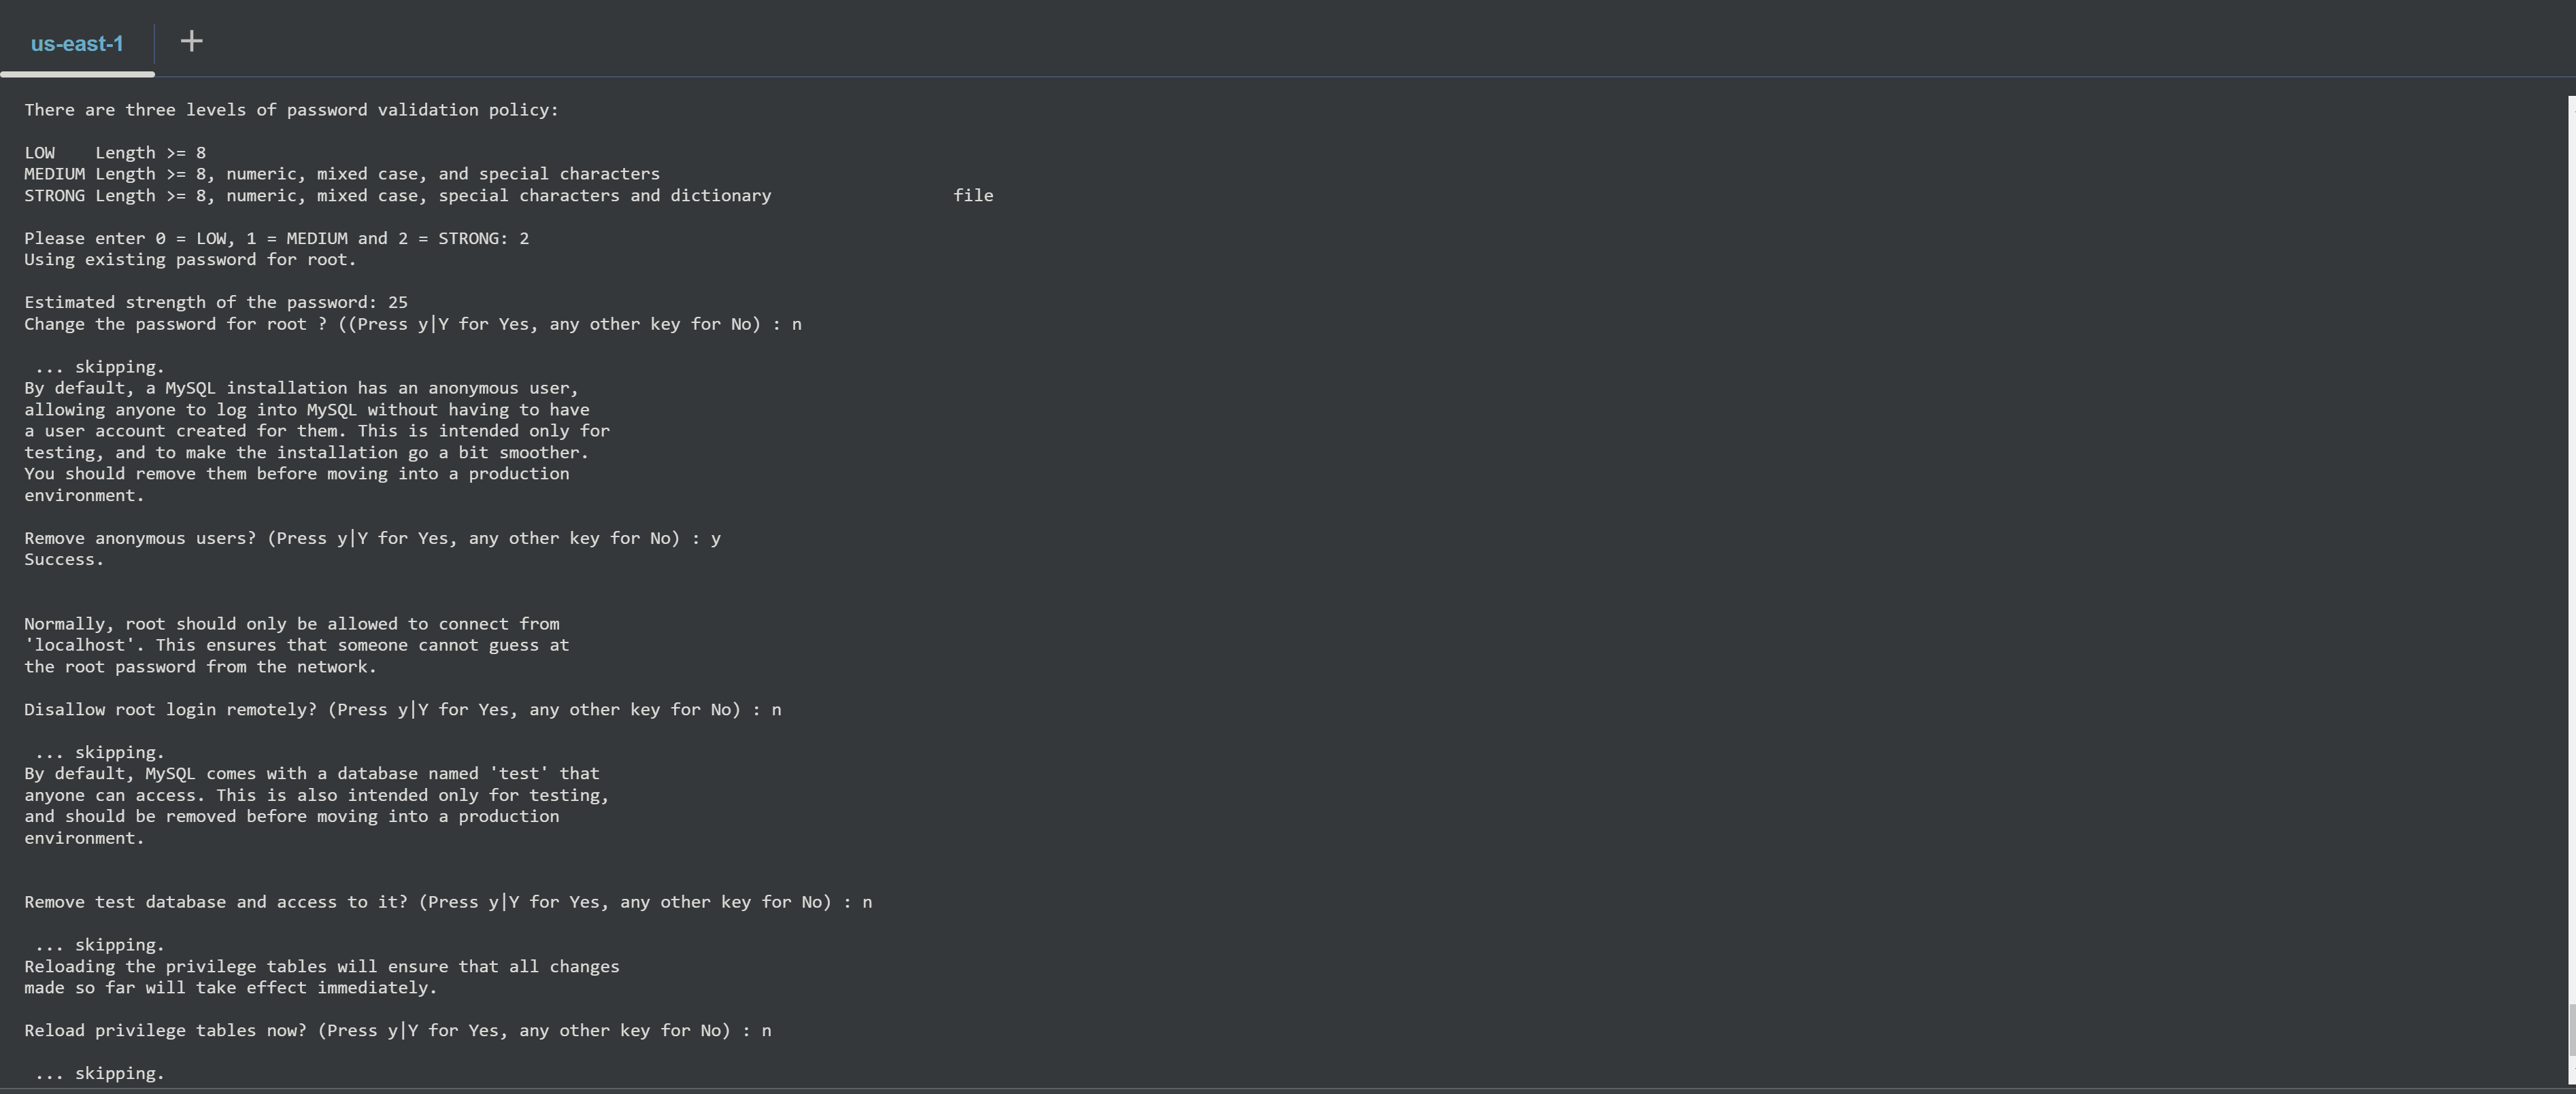 us-east-1 +
There are three levels of password validation policy:
LOW    Length >= 8
MEDIUM Length >= 8, numeric, mixed case, and special characters
STRONG Length >= 8, numeric, mixed case, special characters and dictionary                  file
Please enter 0 = LOW, 1 = MEDIUM and 2 = STRONG: 2
Using existing password for root.
Estimated strength of the password: 25
Change the password for root ? ((Press y|Y for Yes, any other key for No) : n
 ... skipping.
By default, a MySQL installation has an anonymous user,
allowing anyone to log into MySQL without having to have
a user account created for them. This is intended only for
testing, and to make the installation go a bit smoother.
You should remove them before moving into a production
environment.
Remove anonymous users? (Press y|Y for Yes, any other key for No) : y
Success.
Normally, root should only be allowed to connect from
'localhost'. This ensures that someone cannot guess at
the root password from the network.
Disallow root login remotely? (Press y|Y for Yes, any other key for No) : n
 ... skipping.
By default, MySQL comes with a database named 'test' that
anyone can access. This is also intended only for testing,
and should be removed before moving into a production
environment.
Remove test database and access to it? (Press y|Y for Yes, any other key for No) : n
 ... skipping.
Reloading the privilege tables will ensure that all changes
made so far will take effect immediately.
Reload privilege tables now? (Press y|Y for Yes, any other key for No) : n
 ... skipping.